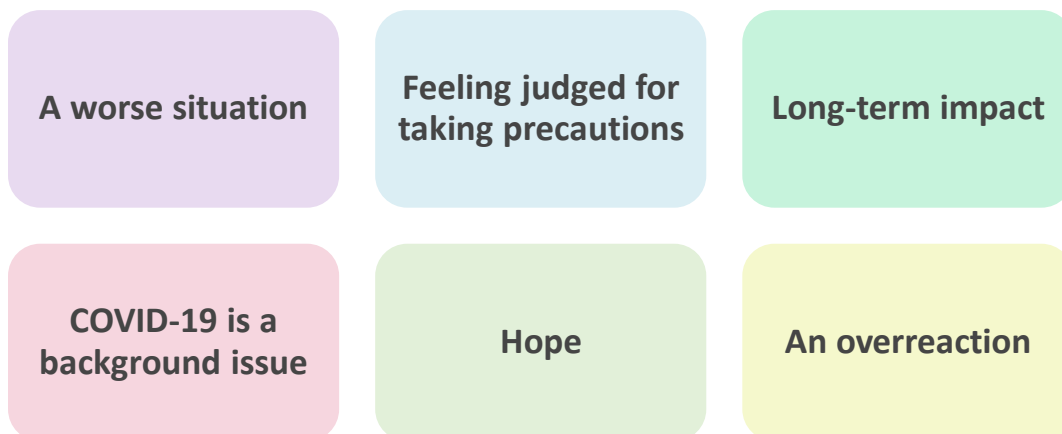 A worse situation
Feeling judged for
taking precautions
Long-term impact
COVID-19 is a
background issue
Hope
An overreaction